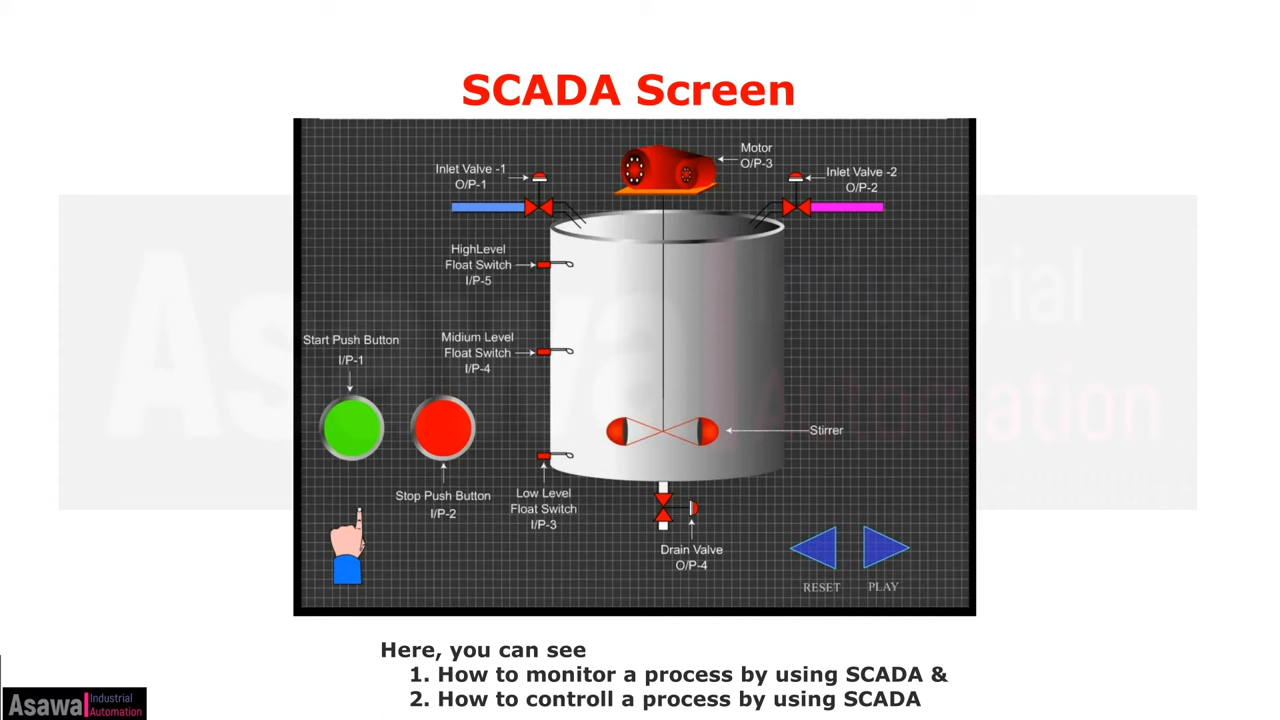 SCADA Screen
Motor
O/P-3
Inlet Valve -1
O/P-1
Inlet Valve -2
O/P-2
HighLevel
Float Switch
I/P-5
Start Push Button
I/P-1
Midium Level
Float Switch
I/P-4
Stirrer
Stop Push Button
I/P-2
Low Level
Float Switch
I/P-3
Drain Valve
O/P-4
RESET
PLAY
Here, you can see
1. How to monitor a process by using SCADA &
2. How to controll a process by using SCADA
Asawa Industrial
Automation